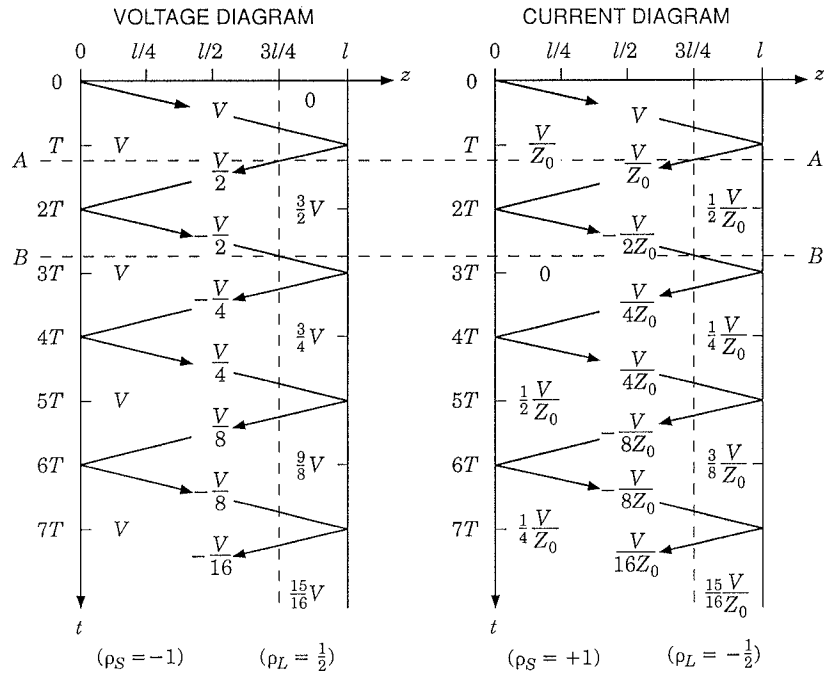 VOLTAGE DIAGRAM
0 l/4 l/2 3l/4 l
z
0
V
0
T
V
A
V/2
2T
3/2 V
-V/2
B
3T
V
-V/4
4T
3/4 V
V/4
5T
V
V/8
6T
9/8 V
-V/8
7T
V
-V/16
15/16 V
t
(ρ_S = -1) (ρ_L = 1/2)
CURRENT DIAGRAM
0 l/4 l/2 3l/4 l
z
0
V
T
V/Z₀
V/Z₀
A
2T
1/2 V/Z₀
-V/2Z₀
B
3T
0
V/4Z₀
4T
1/4 V/Z₀
V/4Z₀
5T
1/2 V/Z₀
-V/8Z₀
6T
3/8 V/Z₀
-V/8Z₀
7T
1/4 V/Z₀
V/16Z₀
15/16 V/Z₀
t
(ρ_S = +1) (ρ_L = -1/2)